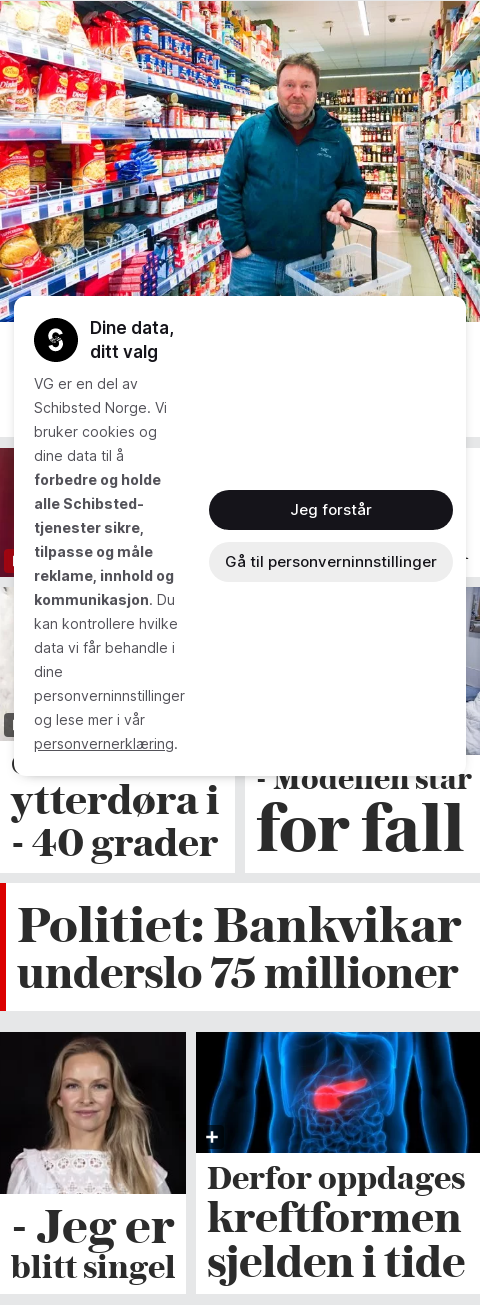 Dine data,
ditt valg
VG er en del av
Schibsted Norge. Vi
bruker cookies og
dine data til å
forbedre og holde
alle Schibsted-
tjenester sikre,
tilpasse og måle
reklame, innhold og
kommunikasjon. Du
kan kontrollere hvilke
data vi får behandle i
dine
personverninnstillinger
og lese mer i vår
personvernerklæring.
Jeg forstår
Gå til personverninnstillinger
ytterdøra i
- 40 grader
- Modellen står
for fall
Politiet: Bankvikar
underslo 75 millioner
- Jeg er
blitt singel
+
Derfor oppdages
kreftformen
sjelden i tide